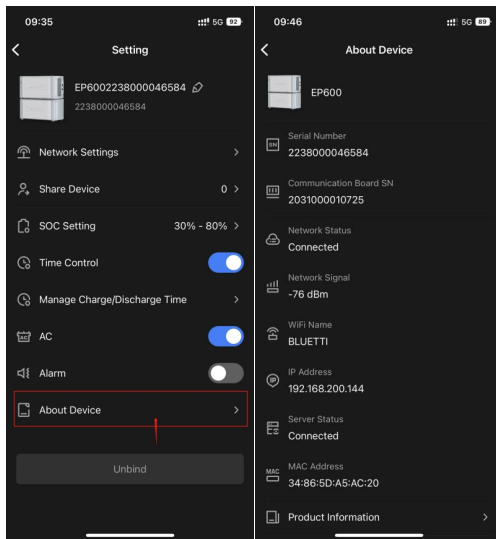 09:35
5G 92
Setting
EP6002238000046584
2238000046584
Network Settings
Share Device 0
SOC Setting 30% - 80%
Time Control
Manage Charge/Discharge Time
AC AC
Alarm
About Device
Unbind
09:46
5G 89
About Device
EP600
Serial Number
SN
2238000046584
Communication Board SN
2031000010725
Network Status
Connected
Network Signal
-76 dBm
WiFi Name
BLUETTI
IP Address
IP
192.168.200.144
Server Status
Connected
MAC Address
MAC
34:86:5D:A5:AC:20
Product Information